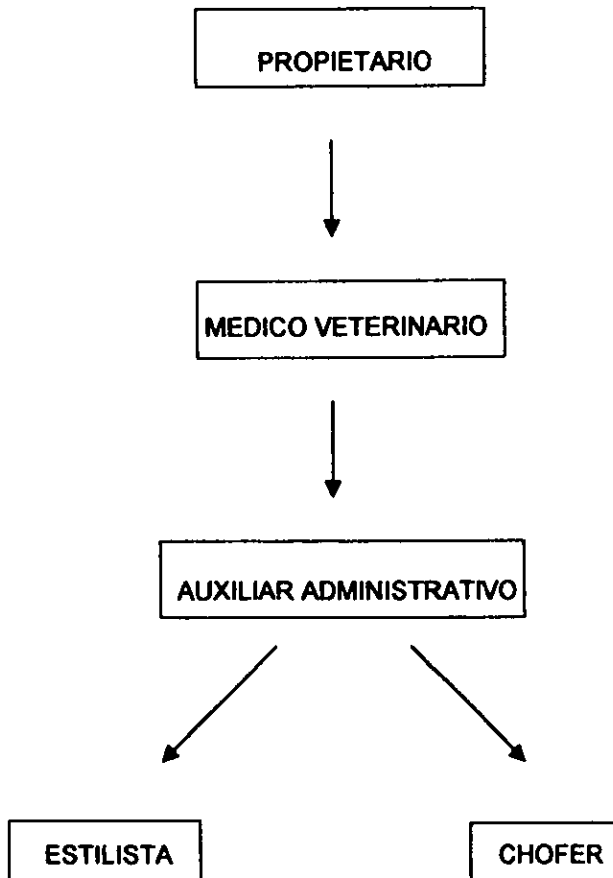 PROPIETARIO
MEDICO VETERINARIO
AUXILIAR ADMINISTRATIVO
ESTILISTA
CHOFER